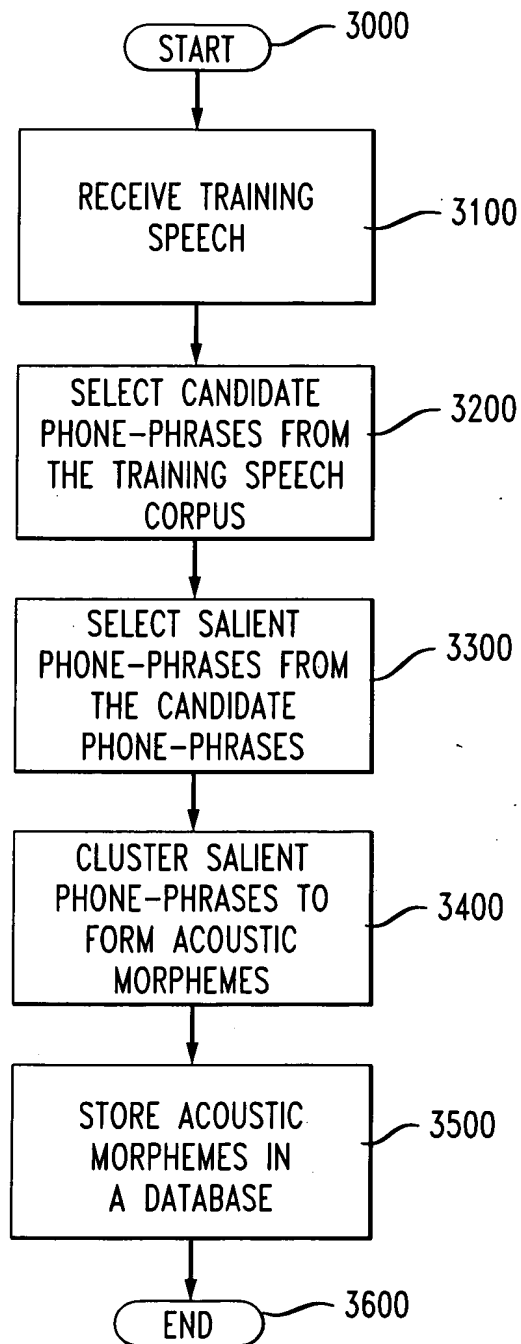 START
3000
RECEIVE TRAINING
SPEECH
3100
SELECT CANDIDATE
PHONE-PHRASES FROM
THE TRAINING SPEECH
CORPUS
3200
SELECT SALIENT
PHONE-PHRASES FROM
THE CANDIDATE
PHONE-PHRASES
3300
CLUSTER SALIENT
PHONE-PHRASES TO
FORM ACOUSTIC
MORPHEMES
3400
STORE ACOUSTIC
MORPHEMES IN
A DATABASE
3500
END
3600